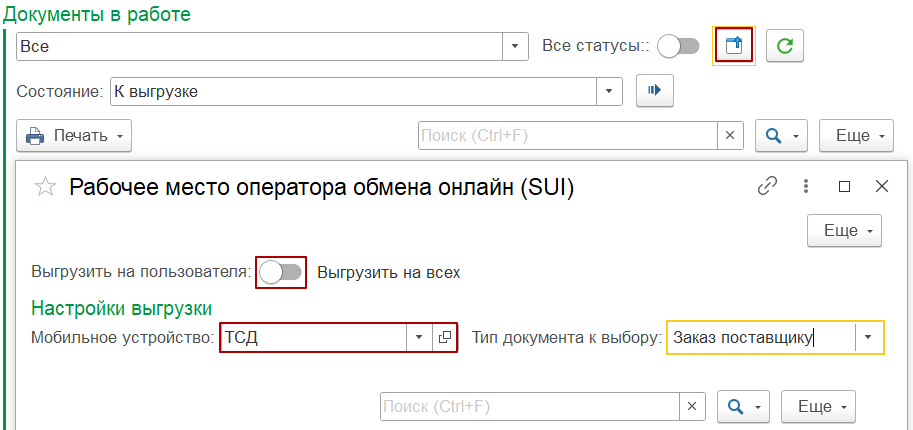 Документы в работе
Все Все статусы::
Состояние: К выгрузке
Печать Поиск (Ctrl+F) × Еще
Рабочее место оператора обмена онлайн (SUI)
Еще
Выгрузить на пользователя: Выгрузить на всех
Настройки выгрузки
Мобильное устройство: ТСД Тип документа к выбору: Заказ поставщику
Поиск (Ctrl+F) × Еще